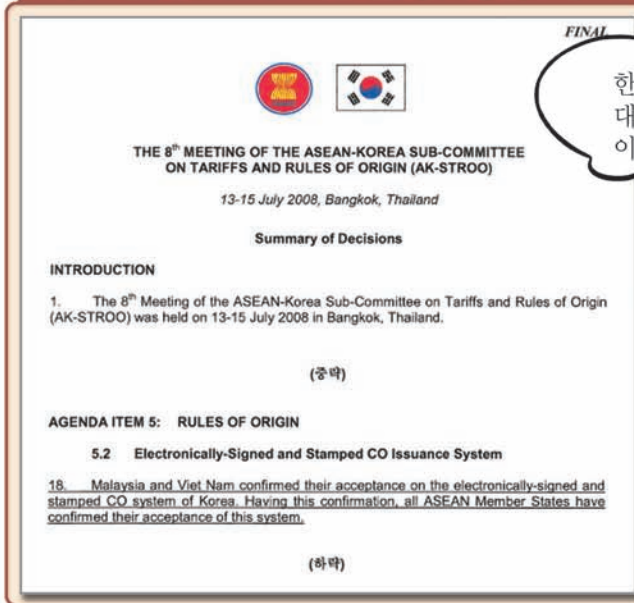 FINAL
한
대
이
THE 8th MEETING OF THE ASEAN-KOREA SUB-COMMITTEE
ON TARIFFS AND RULES OF ORIGIN (AK-STROO)
13-15 July 2008, Bangkok, Thailand
Summary of Decisions
INTRODUCTION
1. The 8th Meeting of the ASEAN-Korea Sub-Committee on Tariffs and Rules of Origin
(AK-STROO) was held on 13-15 July 2008 in Bangkok, Thailand.
(중략)
AGENDA ITEM 5: RULES OF ORIGIN
5.2 Electronically-Signed and Stamped CO Issuance System
18. Malaysia and Viet Nam confirmed their acceptance on the electronically-signed and
stamped CO system of Korea. Having this confirmation, all ASEAN Member States have
confirmed their acceptance of this system.
(하략)